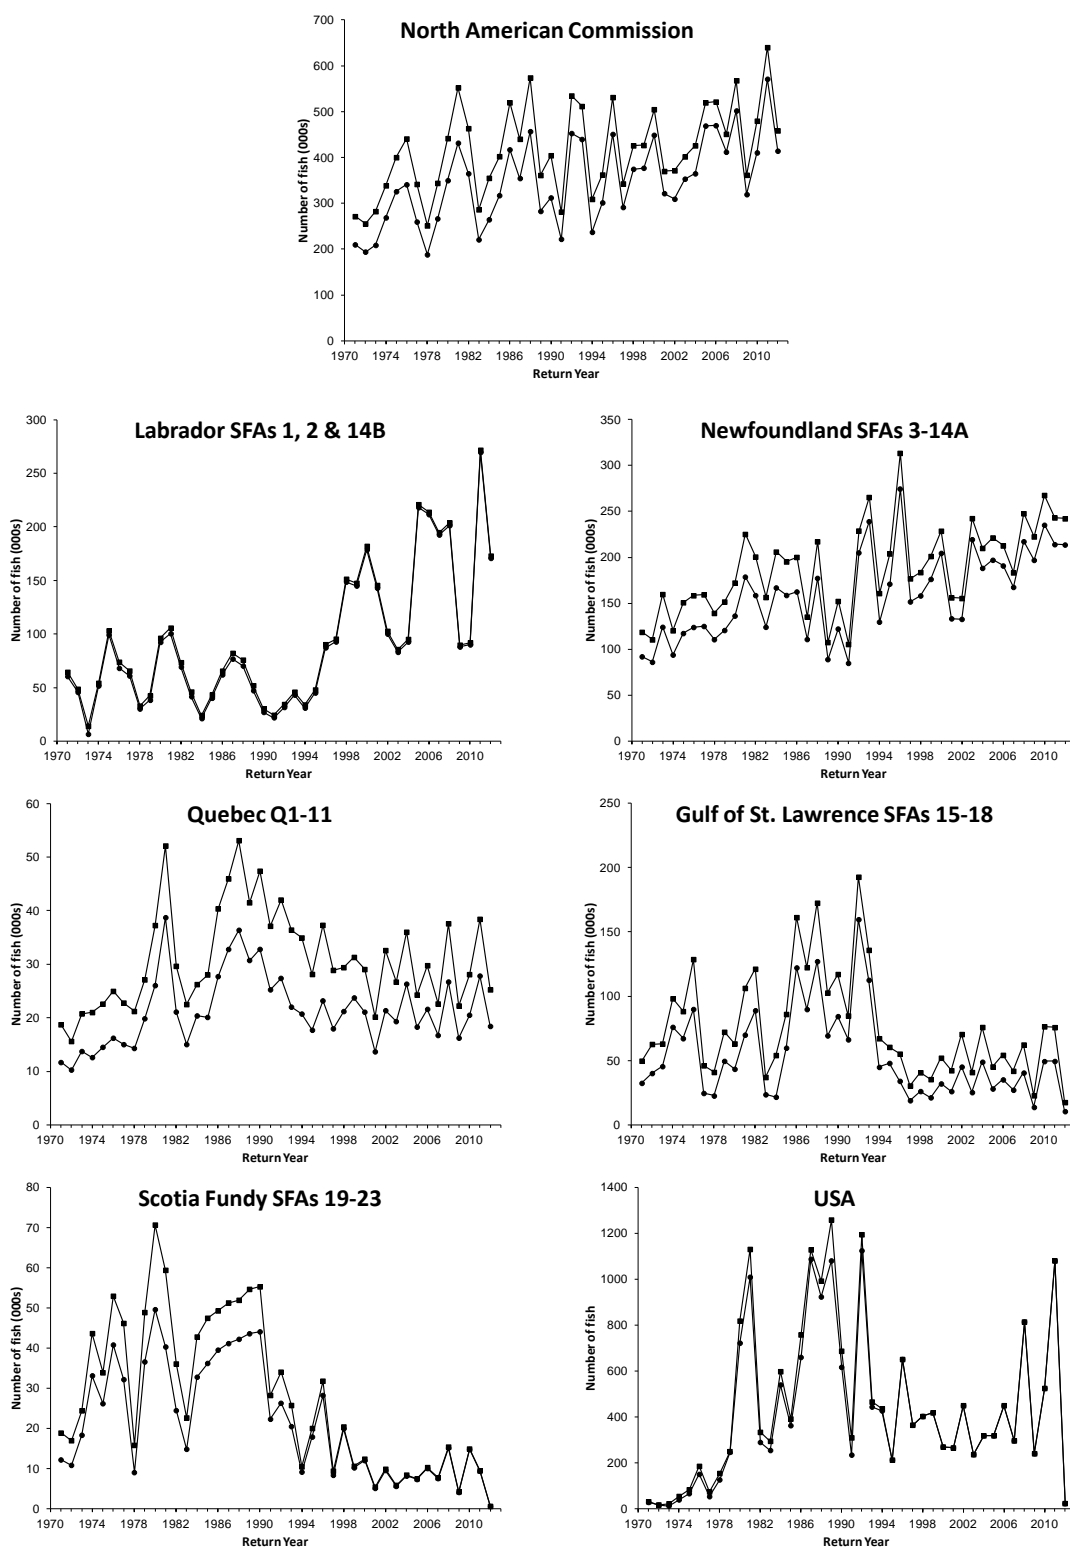 North American Commission
Number of fish (000s)
700
600
500
400
300
200
100
0
1970 1974 1978 1982 1986 1990 1994 1998 2002 2006 2010
Return Year
Labrador SFAs 1, 2 & 14B
Number of fish (000s)
300
250
200
150
100
50
0
1970 1974 1978 1982 1986 1990 1994 1998 2002 2006 2010
Return Year
Newfoundland SFAs 3-14A
Number of fish (000s)
350
300
250
200
150
100
50
0
1970 1974 1978 1982 1986 1990 1994 1998 2002 2006 2010
Return Year
Quebec Q1-11
Number of fish (000s)
60
50
40
30
20
10
0
1970 1974 1978 1982 1986 1990 1994 1998 2002 2006 2010
Return Year
Gulf of St. Lawrence SFAs 15-18
Number of fish (000s)
250
200
150
100
50
0
1970 1974 1978 1982 1986 1990 1994 1998 2002 2006 2010
Return Year
Scotia Fundy SFAs 19-23
Number of fish (000s)
80
70
60
50
40
30
20
10
0
1970 1974 1978 1982 1986 1990 1994 1998 2002 2006 2010
Return Year
USA
Number of fish
1400
1200
1000
800
600
400
200
0
1970 1974 1978 1982 1986 1990 1994 1998 2002 2006 2010
Return Year